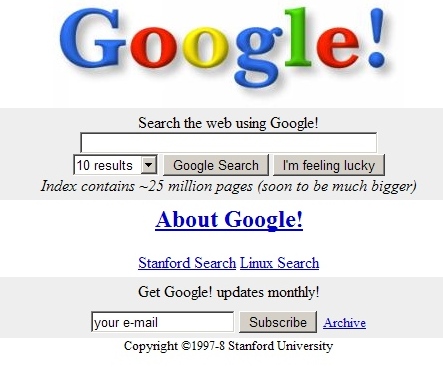 Google!
Search the web using Google!
10 results Google Search I'm feeling lucky
Index contains ~25 million pages (soon to be much bigger)
About Google!
Stanford Search Linux Search
Get Google! updates monthly!
your e-mail Subscribe Archive
Copyright ©1997-8 Stanford University